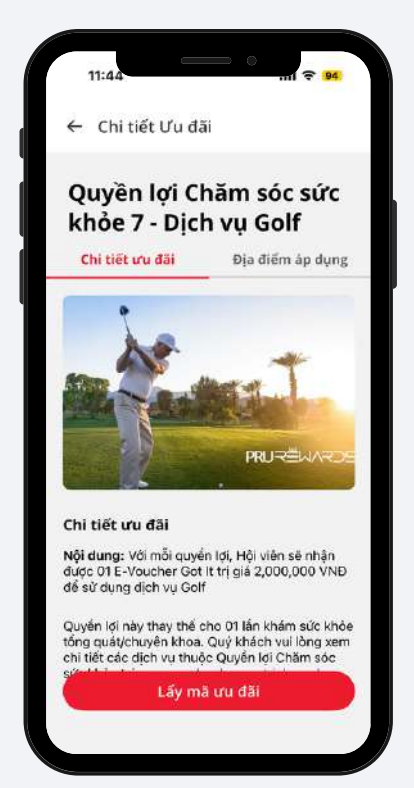 11:44
94
← Chi tiết Ưu đãi
Quyền lợi Chăm sóc sức
khỏe 7 - Dịch vụ Golf
Chi tiết ưu đãi
Địa điểm áp dụng
PRUREWARDS
Chi tiết ưu đãi
Nội dung: Với mỗi quyền lợi, Hội viên sẽ nhận
được 01 E-Voucher Got It trị giá 2,000,000 VNĐ
để sử dụng dịch vụ Golf
Quyền lợi này thay thế cho 01 lần khám sức khỏe
tổng quát/chuyên khoa. Quý khách vui lòng xem
chi tiết các dịch vụ thuộc Quyền lợi Chăm sóc
Lấy mã ưu đãi